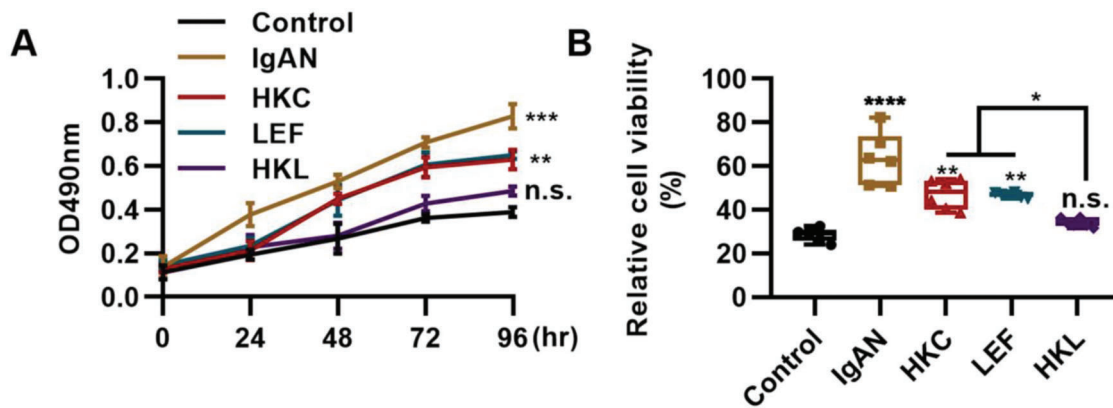 A
Control
IgAN
HKC
LEF
HKL
OD490nm
1.0
0.8
0.6
0.4
0.2
0.0
0 24 48 72 96 (hr)
***
**
n.s.
B
Relative cell viability
(%)
100
80
60
40
20
0
****
**
**
*
n.s.
Control IgAN HKC LEF HKL